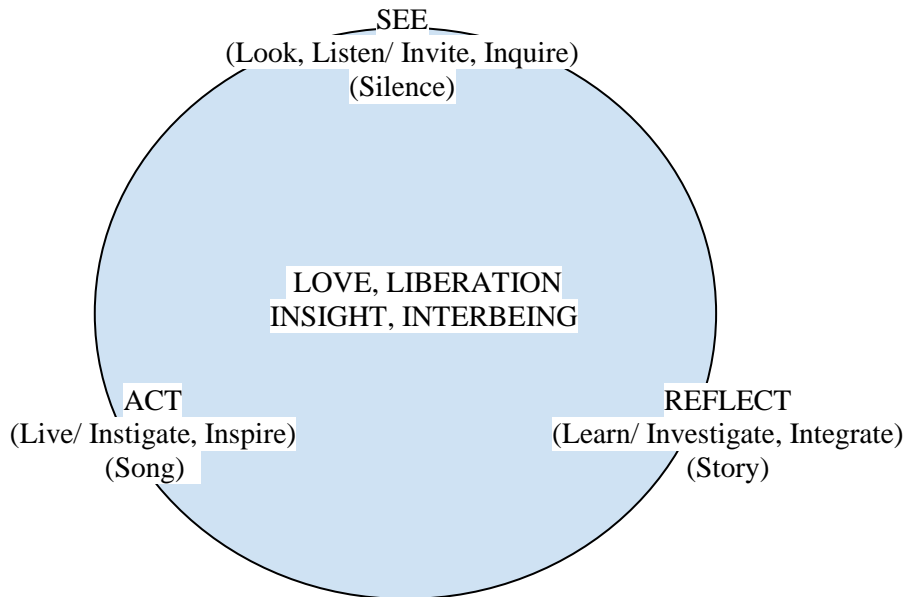 SEE
(Look, Listen/ Invite, Inquire)
(Silence)
LOVE, LIBERATION
INSIGHT, INTERBEING
ACT
(Live/ Instigate, Inspire)
(Song)
REFLECT
(Learn/ Investigate, Integrate)
(Story)